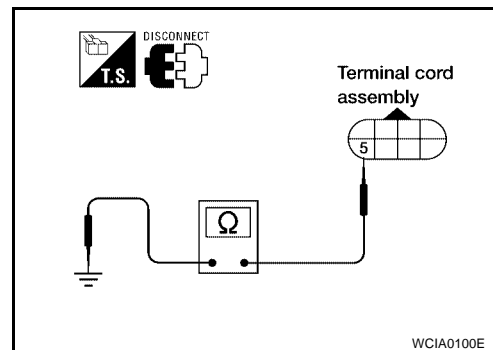 DISCONNECT
T.S.
Terminal cord
assembly
5
Ω
WCIA0100E